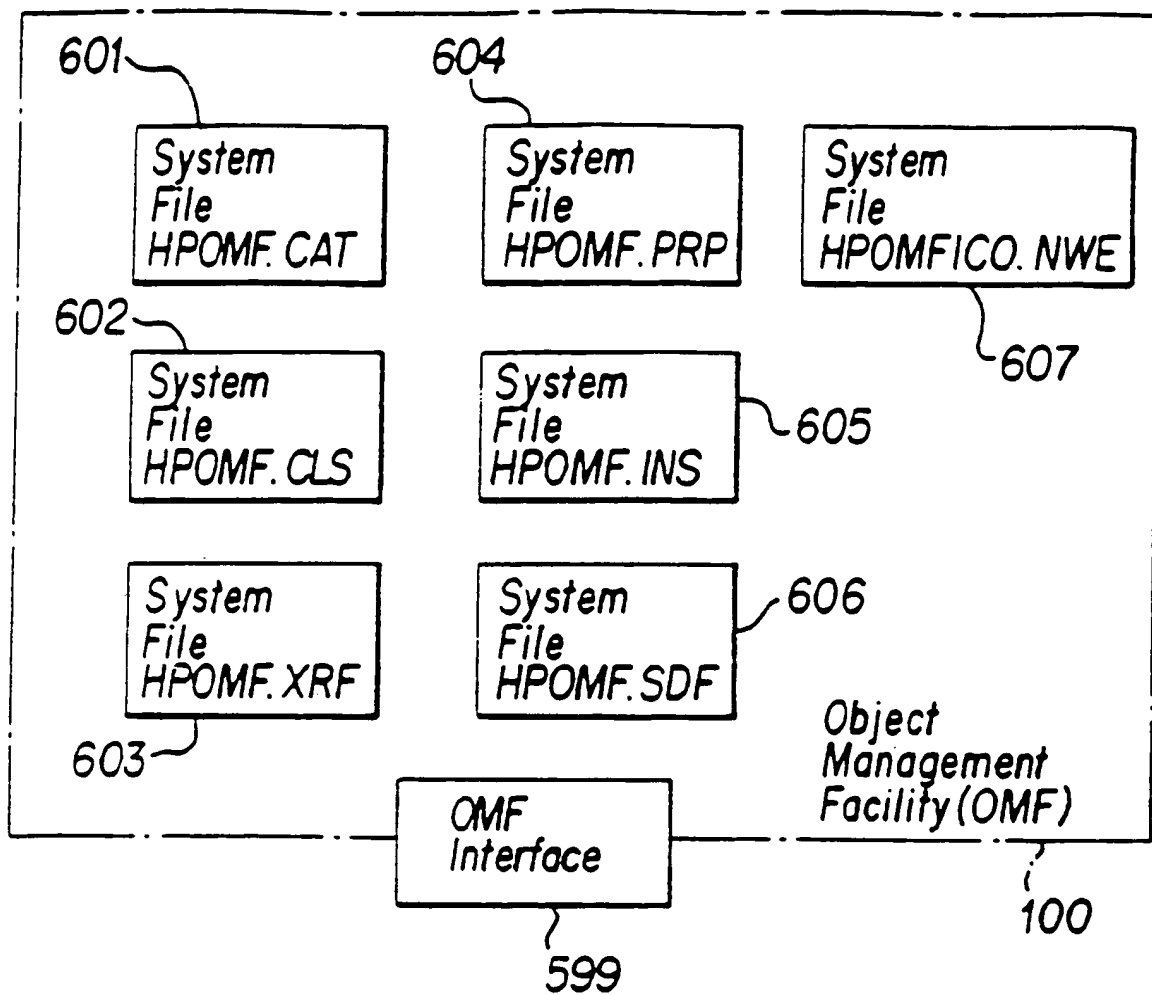 601
System
File
HPOMF.CAT
604
System
File
HPOMF.PRP
System
File
HPOMFICO.NWE
607
602
System
File
HPOMF.CLS
System
File
HPOMF.INS
605
System
File
HPOMF.XRF
603
System
File
HPOMF.SDF
606
Object
Management
Facility(OMF)
100
OMF
Interface
599